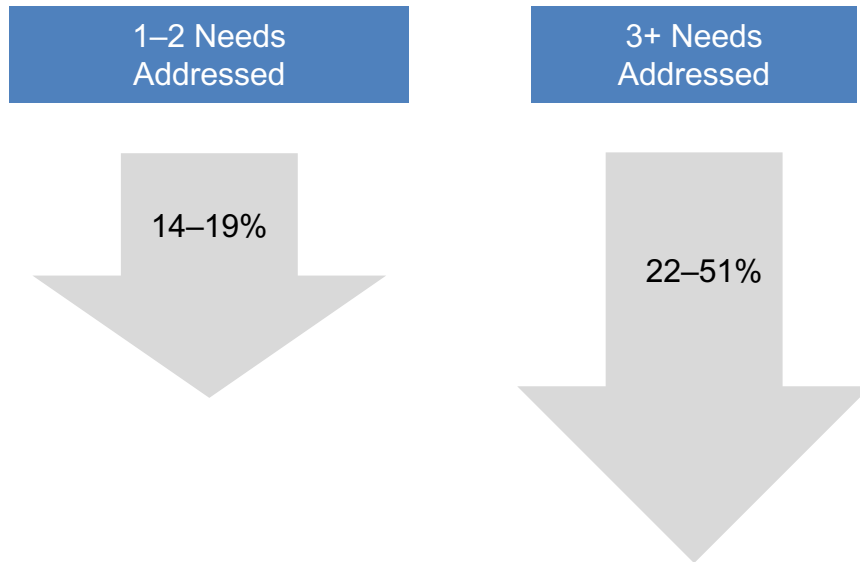 1–2 Needs
Addressed
3+ Needs
Addressed
14–19%
22–51%